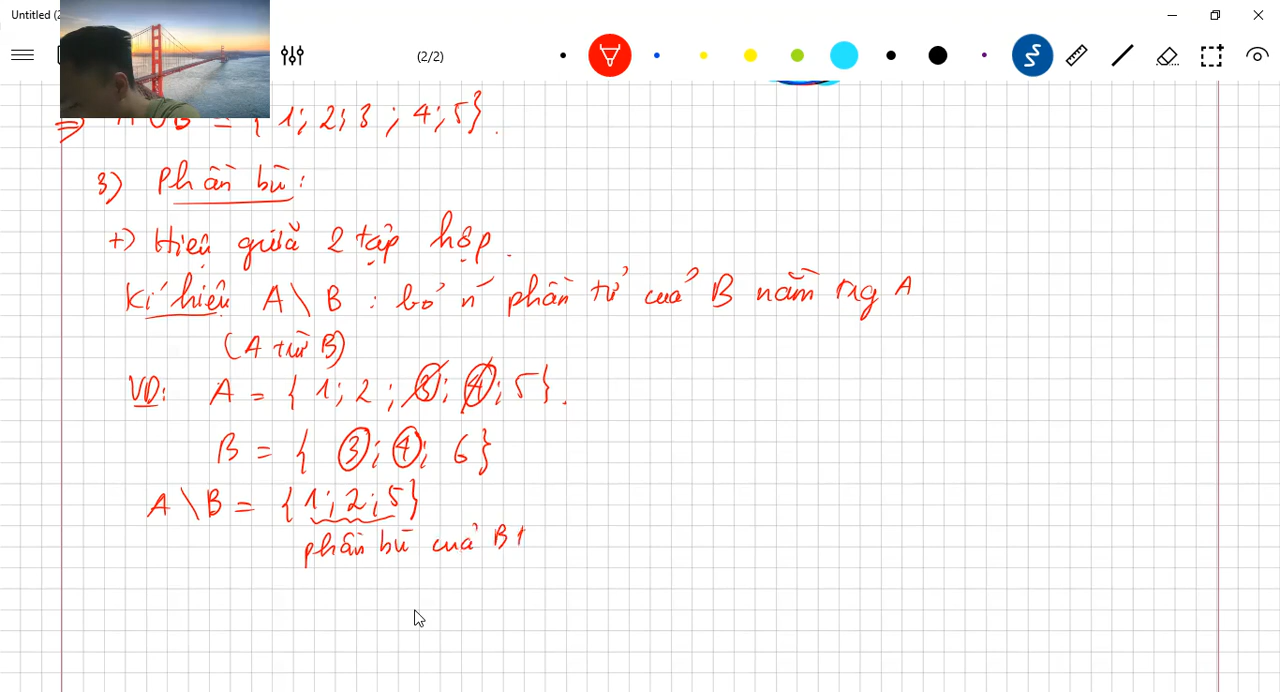 Untitled (2
(2/2)
⇒ A ∪ B = { 1; 2; 3 ; 4; 5}.
3) Phần bù:
+) Hiệu giữa 2 tập hợp.
Kí hiệu A \ B : bỏ n~ phần tử của B nằm trg A
(A trừ B)
VD: A = { 1; 2 ; 3; 4; 5}.
B = { 3; 4; 6}
A \ B = {1; 2; 5}
phần bù của B